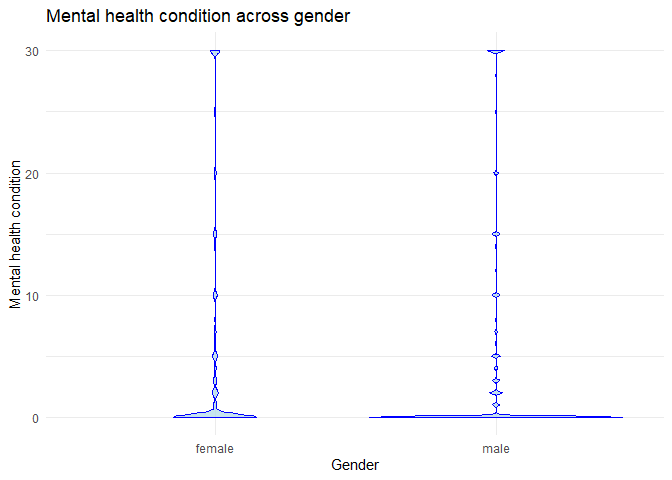 Mental health condition across gender
30
20
10
0
Mental health condition
female
male
Gender